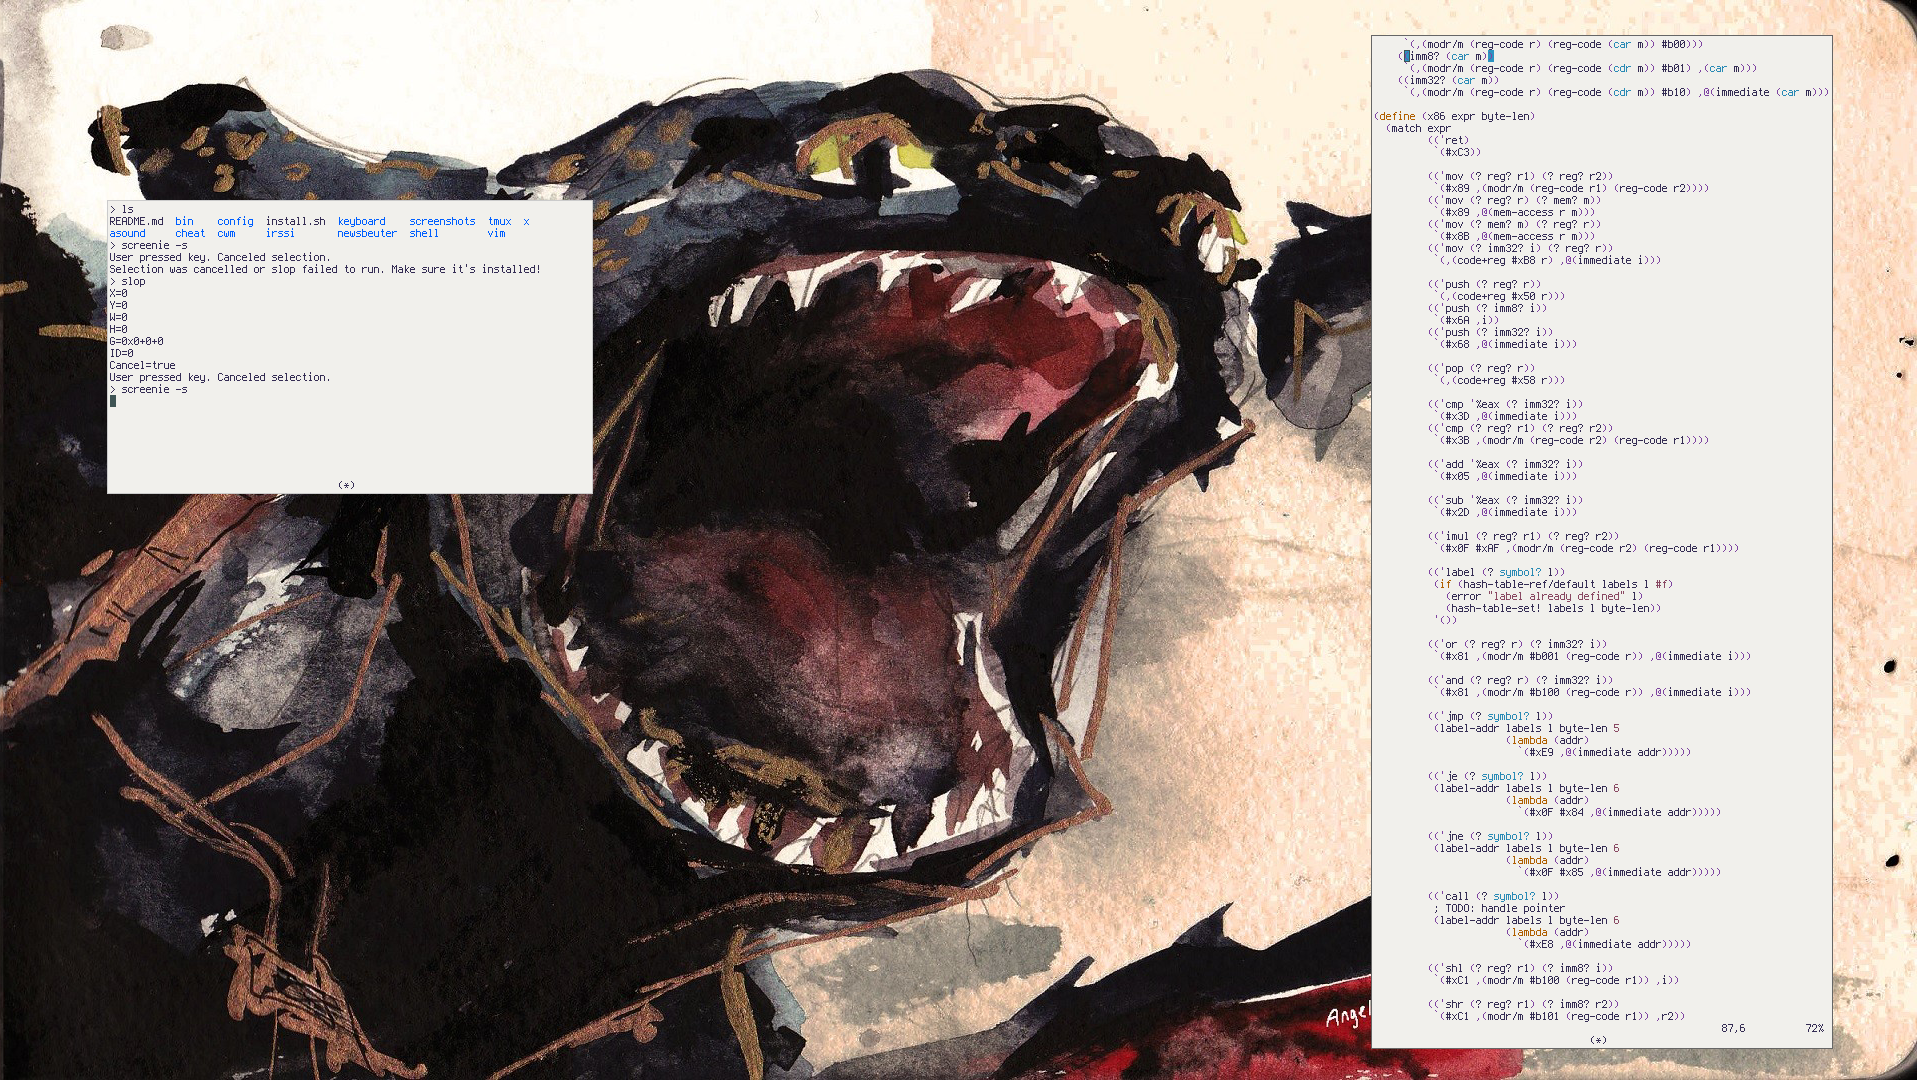 > ls
README.md  bin    config  install.sh  keyboard    screenshots  tmux  x
asound     cheat  cwm     irssi       newsbeuter  shell        vim
> screenie -s
User pressed key. Canceled selection.
Selection was cancelled or slop failed to run. Make sure it's installed!
> slop
X=0
Y=0
W=0
H=0
G=0x0+0+0
ID=0
Cancel=true
User pressed key. Canceled selection.
> screenie -s
(*)
`(,(modr/m (reg-code r) (reg-code (car m)) #b00)))
((imm8? (car m))
`(,(modr/m (reg-code r) (reg-code (cdr m)) #b01) ,(car m)))
((imm32? (car m))
`(,(modr/m (reg-code r) (reg-code (cdr m)) #b10) ,@(immediate (car m)))
(define (x86 expr byte-len)
(match expr
(('ret)
`(#xC3))
(('mov (? reg? r1) (? reg? r2))
`(#x89 ,(modr/m (reg-code r1) (reg-code r2))))
(('mov (? reg? r) (? mem? m))
`(#x89 ,@(mem-access r m)))
(('mov (? mem? m) (? reg? r))
`(#x8B ,@(mem-access r m)))
(('mov (? imm32? i) (? reg? r))
`(,(code+reg #xB8 r) ,@(immediate i)))
(('push (? reg? r))
`(,(code+reg #x50 r)))
(('push (? imm8? i))
`(#x6A ,i))
(('push (? imm32? i))
`(#x68 ,@(immediate i)))
(('pop (? reg? r))
`(,(code+reg #x58 r)))
(('cmp '%eax (? imm32? i))
`(#x3D ,@(immediate i)))
(('cmp (? reg? r1) (? reg? r2))
`(#x3B ,(modr/m (reg-code r2) (reg-code r1))))
(('add '%eax (? imm32? i))
`(#x05 ,@(immediate i)))
(('sub '%eax (? imm32? i))
`(#x2D ,@(immediate i)))
(('imul (? reg? r1) (? reg? r2))
`(#x0F #xAF ,(modr/m (reg-code r2) (reg-code r1))))
(('label (? symbol? l))
(if (hash-table-ref/default labels l #f)
(error "label already defined" l)
(hash-table-set! labels l byte-len))
'())
(('or (? reg? r) (? imm32? i))
`(#x81 ,(modr/m #b001 (reg-code r)) ,@(immediate i)))
(('and (? reg? r) (? imm32? i))
`(#x81 ,(modr/m #b100 (reg-code r)) ,@(immediate i)))
(('jmp (? symbol? l))
(label-addr labels l byte-len 5
(lambda (addr)
`(#xE9 ,@(immediate addr)))))
(('je (? symbol? l))
(label-addr labels l byte-len 6
(lambda (addr)
`(#x0F #x84 ,@(immediate addr)))))
(('jne (? symbol? l))
(label-addr labels l byte-len 6
(lambda (addr)
`(#x0F #x85 ,@(immediate addr)))))
(('call (? symbol? l))
; TODO: handle pointer
(label-addr labels l byte-len 6
(lambda (addr)
`(#xE8 ,@(immediate addr)))))
(('shl (? reg? r1) (? imm8? i))
`(#xC1 ,(modr/m #b100 (reg-code r1)) ,i))
(('shr (? reg? r1) (? imm8? r2))
`(#xC1 ,(modr/m #b101 (reg-code r1)) ,r2))
87,6 72%
(*)
Angel